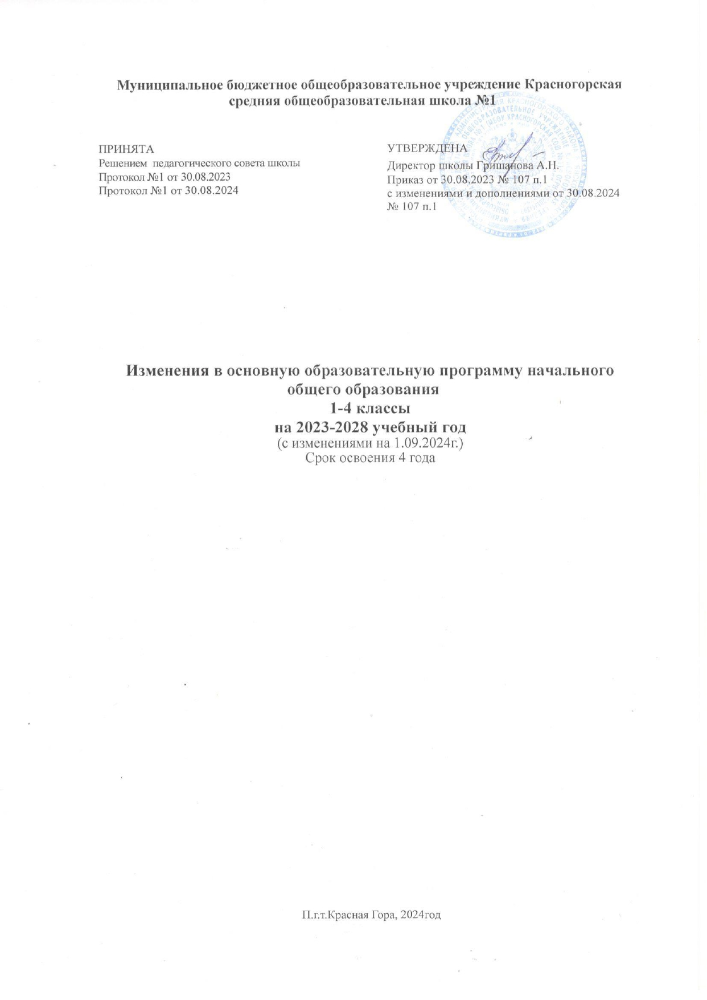 Муниципальное бюджетное общеобразовательное учреждение Красногорская
средняя общеобразовательная школа №1
ПРИНЯТА
Решением педагогического совета школы
Протокол №1 от 30.08.2023
Протокол №1 от 30.08.2024
УТВЕРЖДЕНА
Директор школы Гришанова А.Н.
Приказ от 30.08.2023 № 107 п.1
с изменениями и дополнениями от 30.08.2024
№ 107 п.1
Изменения в основную образовательную программу начального
общего образования
1-4 классы
на 2023-2028 учебный год
(с изменениями на 1.09.2024г.)
Срок освоения 4 года
П.г.т.Красная Гора, 2024год